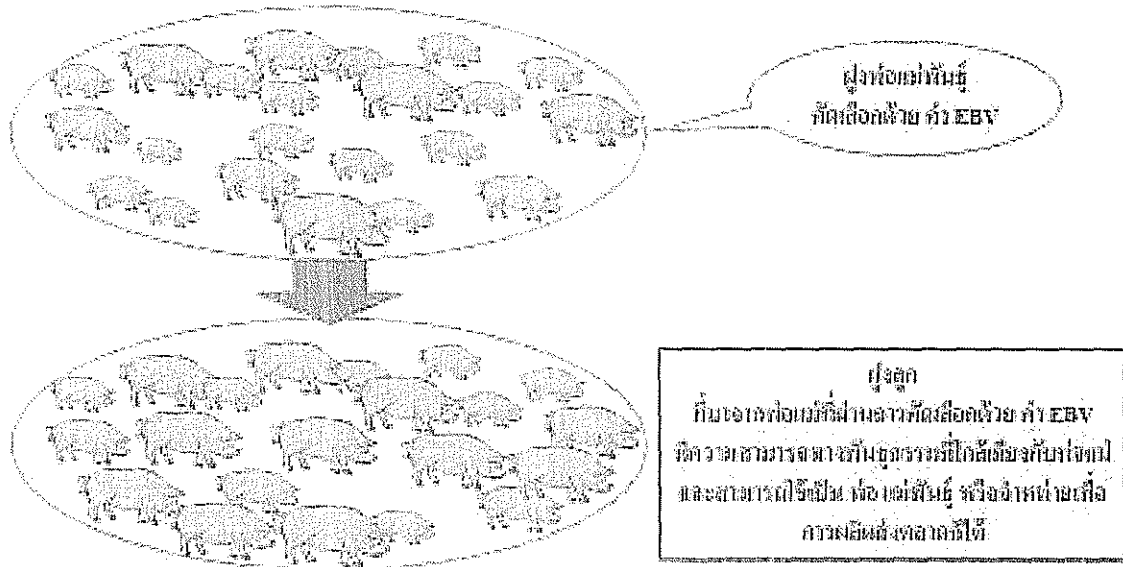 ฝูงพ่อแม่พันธุ์
คัดเลือกด้วย ค่า EBV
ฝูงลูก
ที่มาจากพ่อแม่ที่ผ่านการคัดเลือกด้วย ค่า EBV
มีความสามารถทางพันธุกรรมที่ใกล้เคียงกับพ่อแม่
และสามารถใช้เป็น พ่อ แม่พันธุ์ หรือจำหน่ายเพื่อ
การผลิตส่งตลาดได้